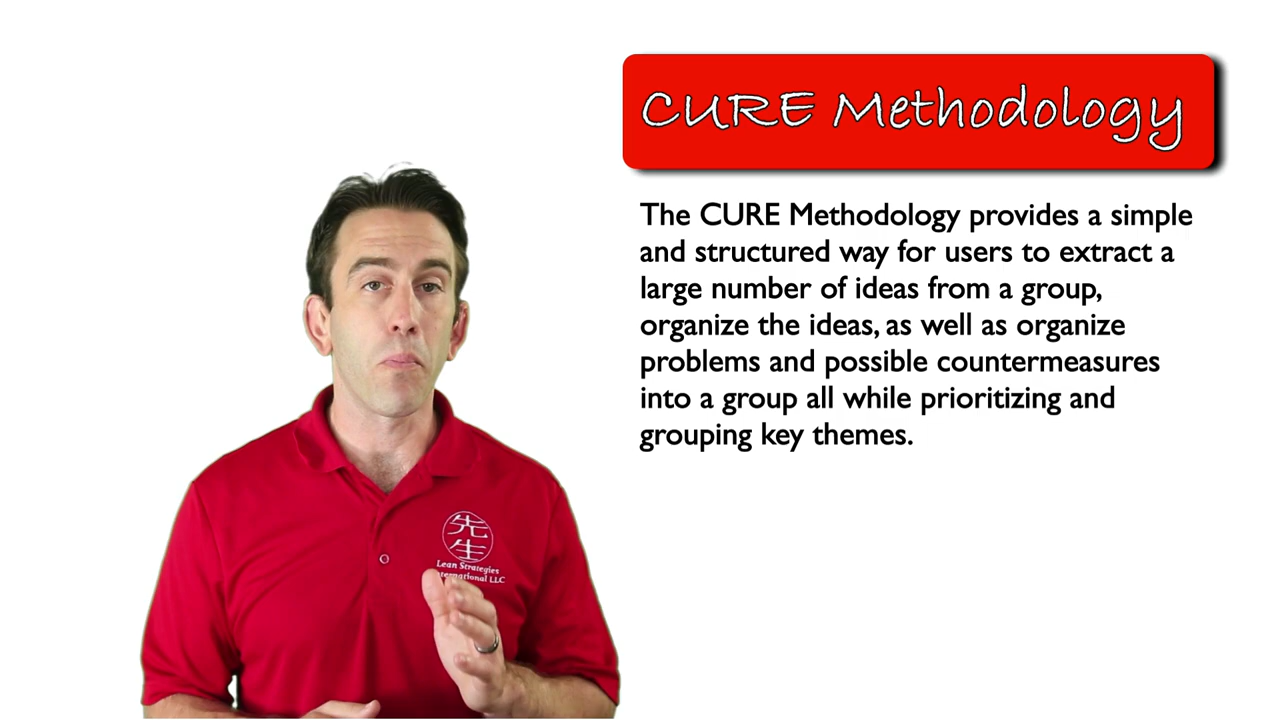 CURE Methodology
The CURE Methodology provides a simple
and structured way for users to extract a
large number of ideas from a group,
organize the ideas, as well as organize
problems and possible countermeasures
into a group all while prioritizing and
grouping key themes.
先
生
Lean Strategies
International LLC